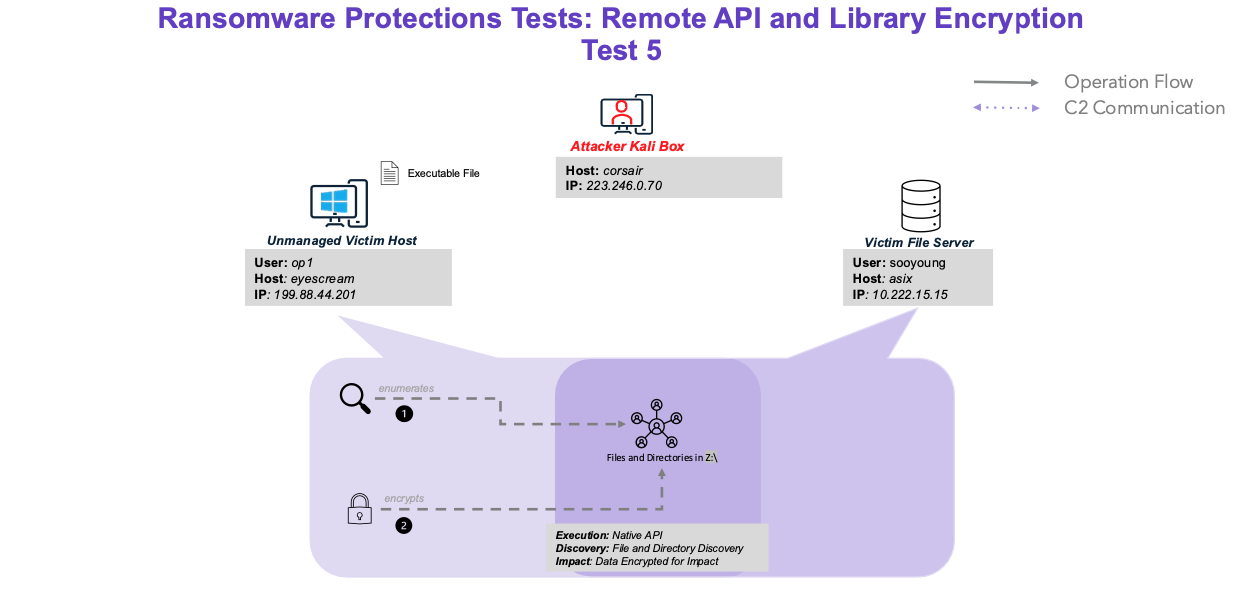 Ransomware Protections Tests: Remote API and Library Encryption
Test 5
Operation Flow
C2 Communication
Attacker Kali Box
Host: corsair
IP: 223.246.0.70
Executable File
Unmanaged Victim Host
User: op1
Host: eyescream
IP: 199.88.44.201
Victim File Server
User: sooyoung
Host: asix
IP: 10.222.15.15
enumerates
1
Files and Directories in Z:\
encrypts
2
Execution: Native API
Discovery: File and Directory Discovery
Impact: Data Encrypted for Impact